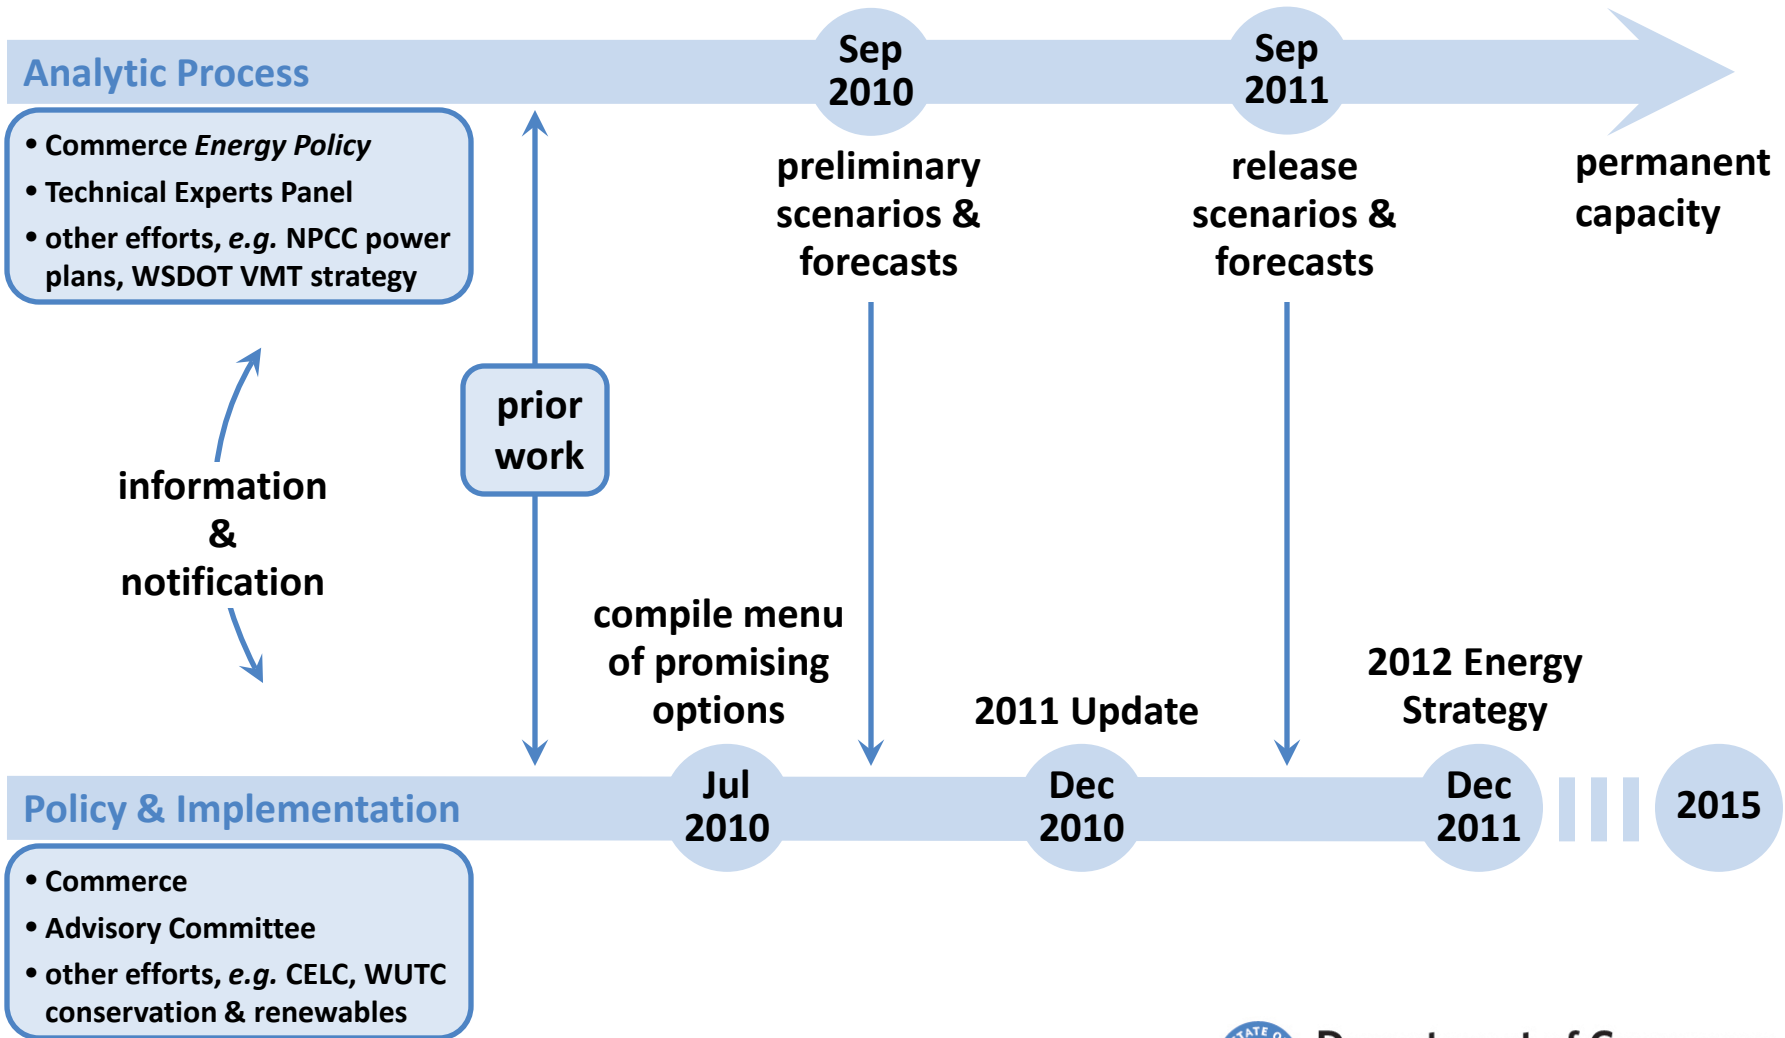 Analytic Process
Sep
2010
Sep
2011
• Commerce Energy Policy
• Technical Experts Panel
• other efforts, e.g. NPCC power
plans, WSDOT VMT strategy
preliminary
scenarios &
forecasts
release
scenarios &
forecasts
permanent
capacity
prior
work
information
&
notification
compile menu
of promising
options
2011 Update
2012 Energy
Strategy
Policy & Implementation
Jul
2010
Dec
2010
Dec
2011
2015
• Commerce
• Advisory Committee
• other efforts, e.g. CELC, WUTC
conservation & renewables
STATE O